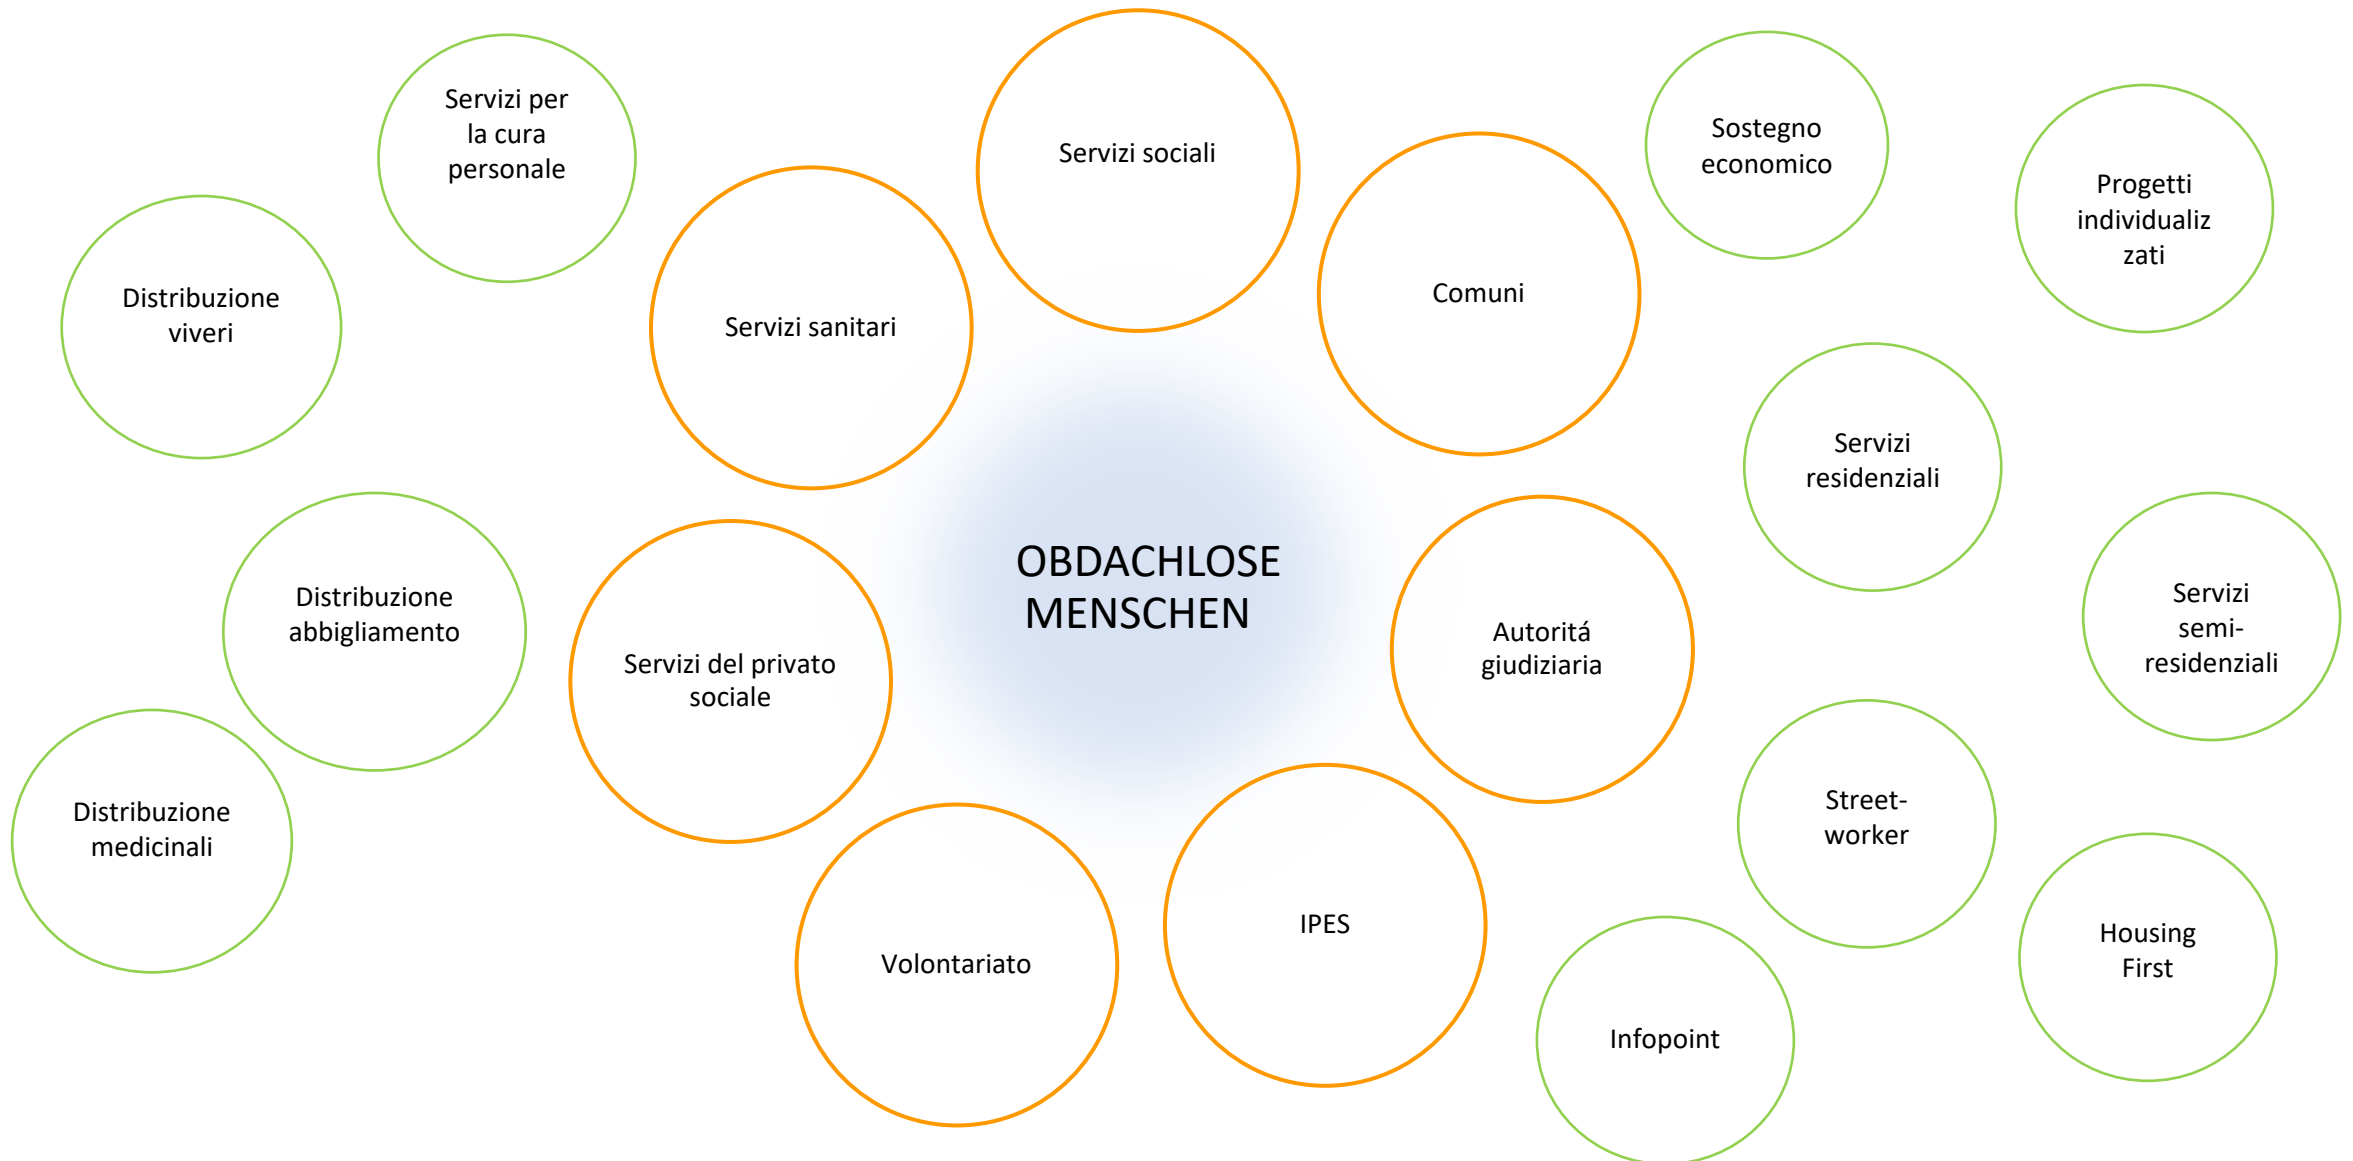 Servizi per
la cura
personale
Servizi sociali
Sostegno
economico
Progetti
individualiz
zati
Distribuzione
viveri
Servizi sanitari
Comuni
Servizi
residenziali
OBDACHLOSE
MENSCHEN
Distribuzione
abbigliamento
Servizi del privato
sociale
Autoritá
giudiziaria
Servizi
semi-
residenziali
Distribuzione
medicinali
Street-
worker
Volontariato
IPES
Housing
First
Infopoint